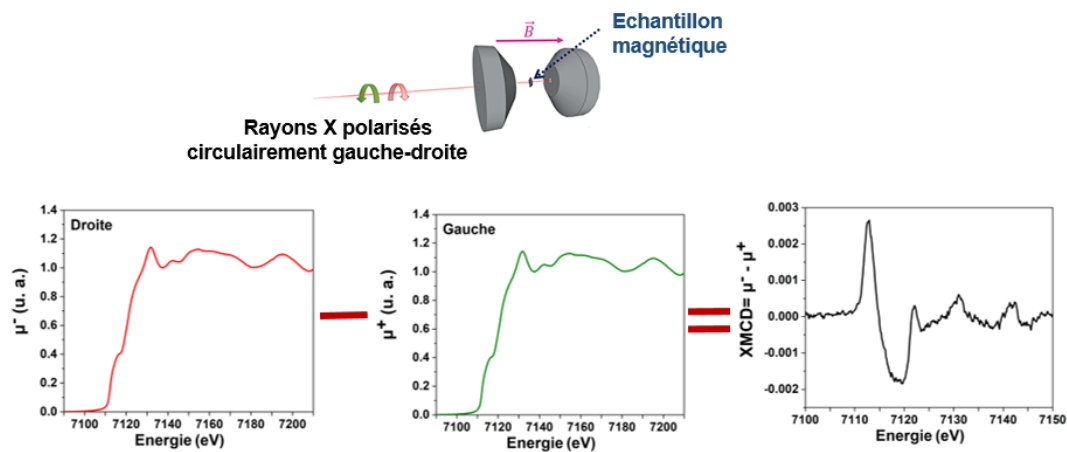 B
Echantillon
magnétique
Rayons X polarisés
circulairement gauche-droite
Droite
µ⁻ (u. a.)
1.4
1.2
1.0
0.8
0.6
0.4
0.2
0.0
7100 7120 7140 7160 7180 7200
Energie (eV)
Gauche
µ⁺ (u. a.)
1.4
1.2
1.0
0.8
0.6
0.4
0.2
0.0
7100 7120 7140 7160 7180 7200
Energie (eV)
XMCD= µ⁻ - µ⁺
0.003
0.002
0.001
0.000
-0.001
-0.002
7100 7110 7120 7130 7140 7150
Energie (eV)